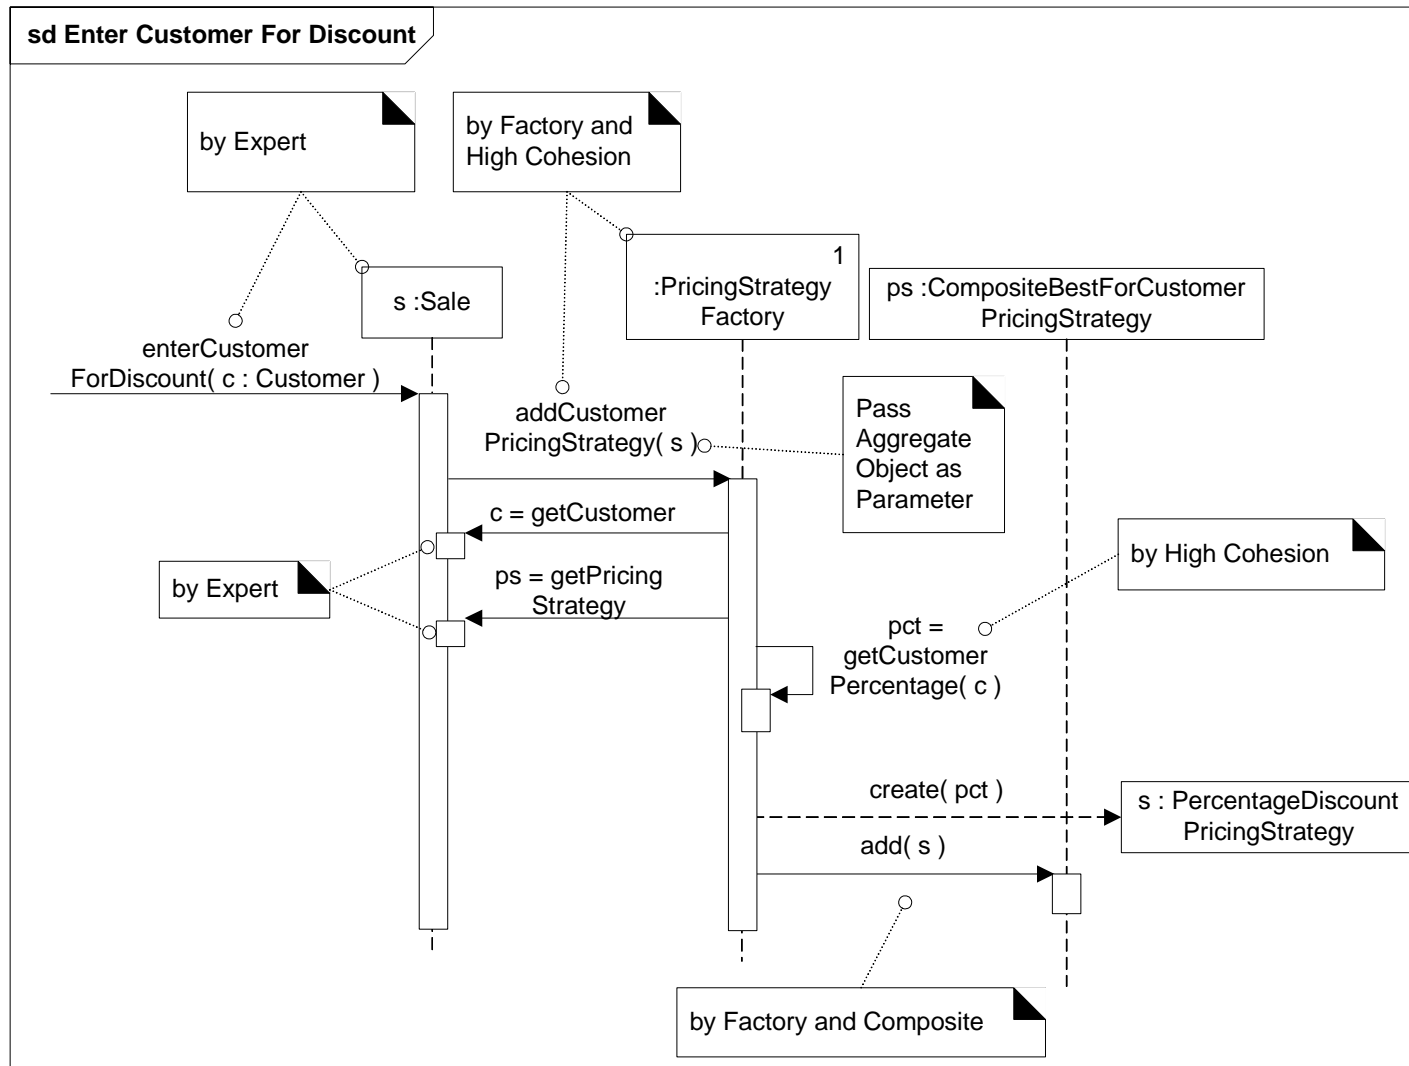 sd Enter Customer For Discount
by Expert
by Factory and
High Cohesion
1
:PricingStrategy
Factory
s :Sale
ps :CompositeBestForCustomer
PricingStrategy
enterCustomer
ForDiscount( c : Customer )
addCustomer
PricingStrategy( s )
Pass
Aggregate
Object as
Parameter
c = getCustomer
by High Cohesion
by Expert
ps = getPricing
Strategy
pct =
getCustomer
Percentage( c )
create( pct )
s : PercentageDiscount
PricingStrategy
add( s )
by Factory and Composite